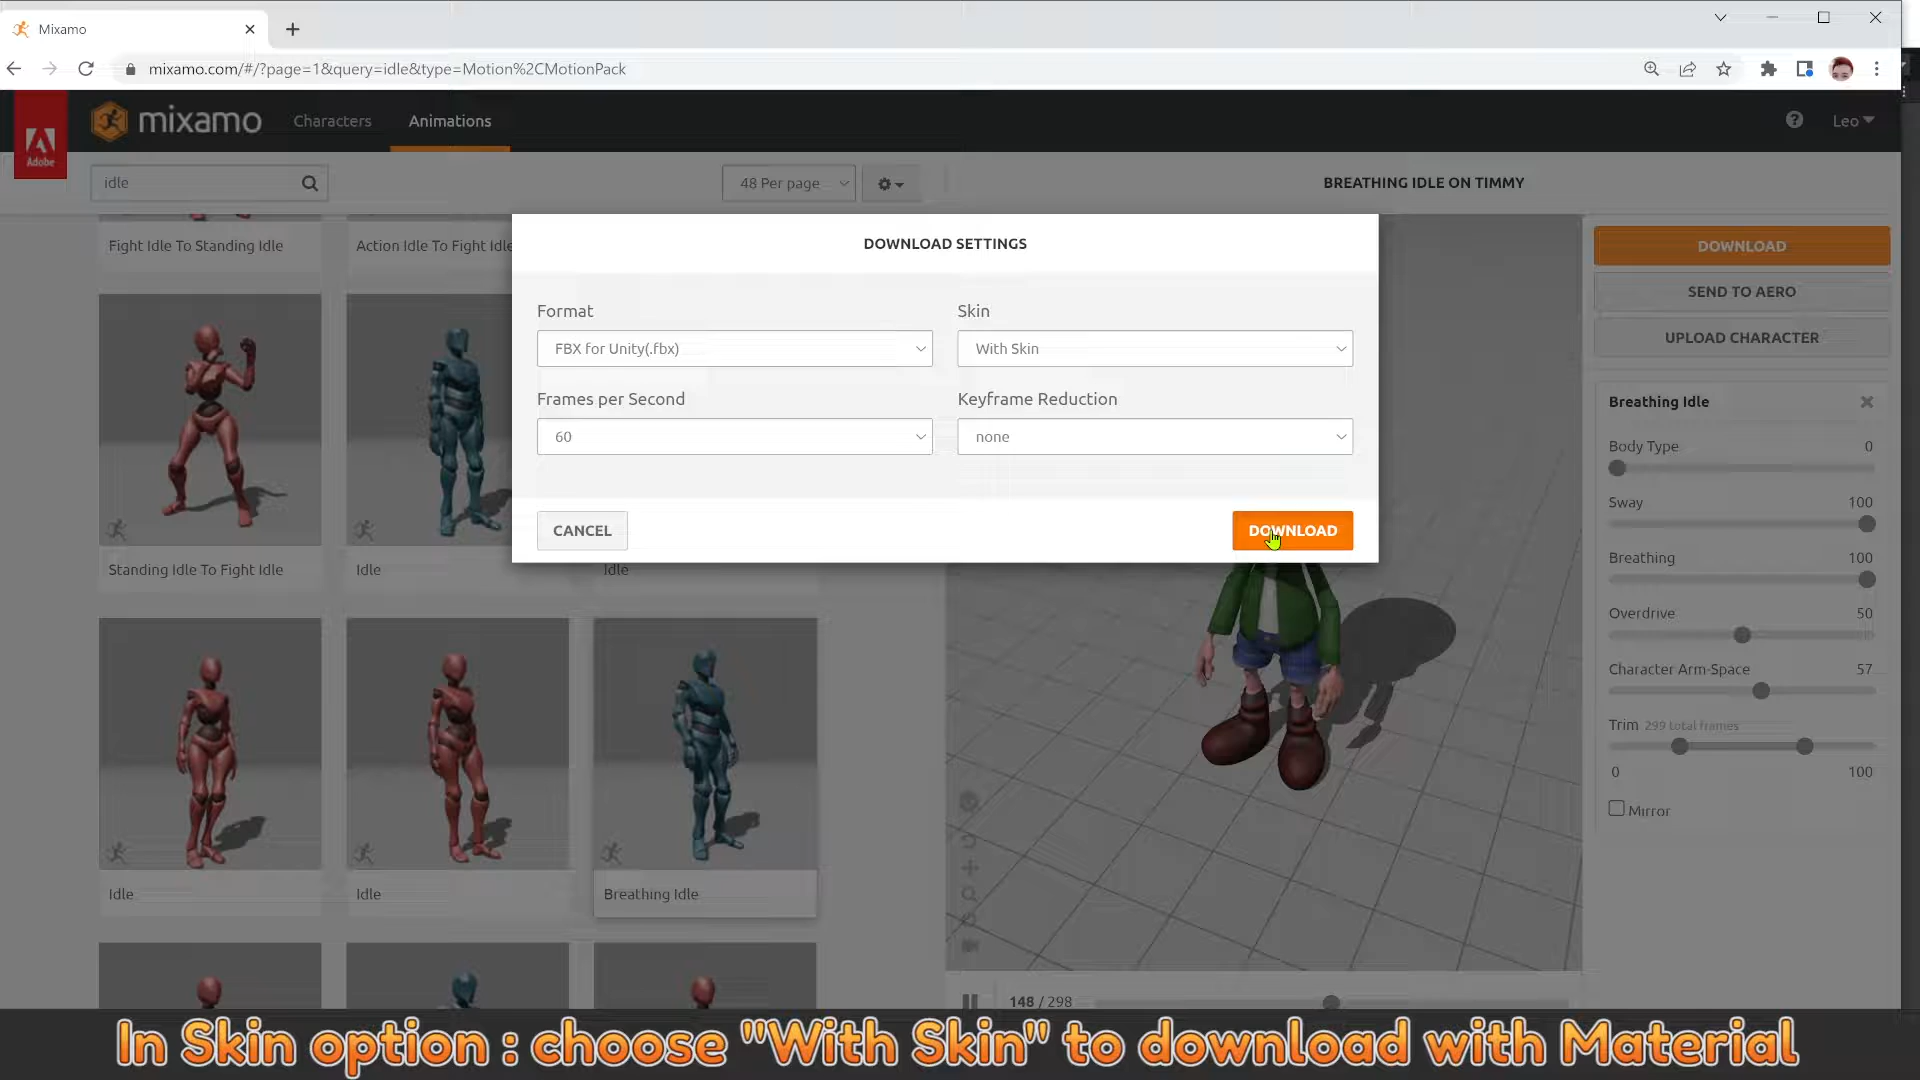 Mixamo
mixamo.com/#/?page=1&query=idle&type=Motion%2CMotionPack
Adobe
mixamo
Characters
Animations
Leo
idle
48 Per page
BREATHING IDLE ON TIMMY
Fight Idle To Standing Idle
Action Idle To Fight Idle
DOWNLOAD SETTINGS
Format
Skin
FBX for Unity(.fbx)
With Skin
Frames per Second
Keyframe Reduction
60
none
CANCEL
DOWNLOAD
DOWNLOAD
SEND TO AERO
UPLOAD CHARACTER
Breathing Idle
Body Type 0
Sway 100
Breathing 100
Overdrive 50
Character Arm-Space 57
Trim 299 total frames
0 100
Mirror
Standing Idle To Fight Idle
Idle
Idle
Idle
Idle
Breathing Idle
148 / 298
In Skin option : choose "With Skin" to download with Material